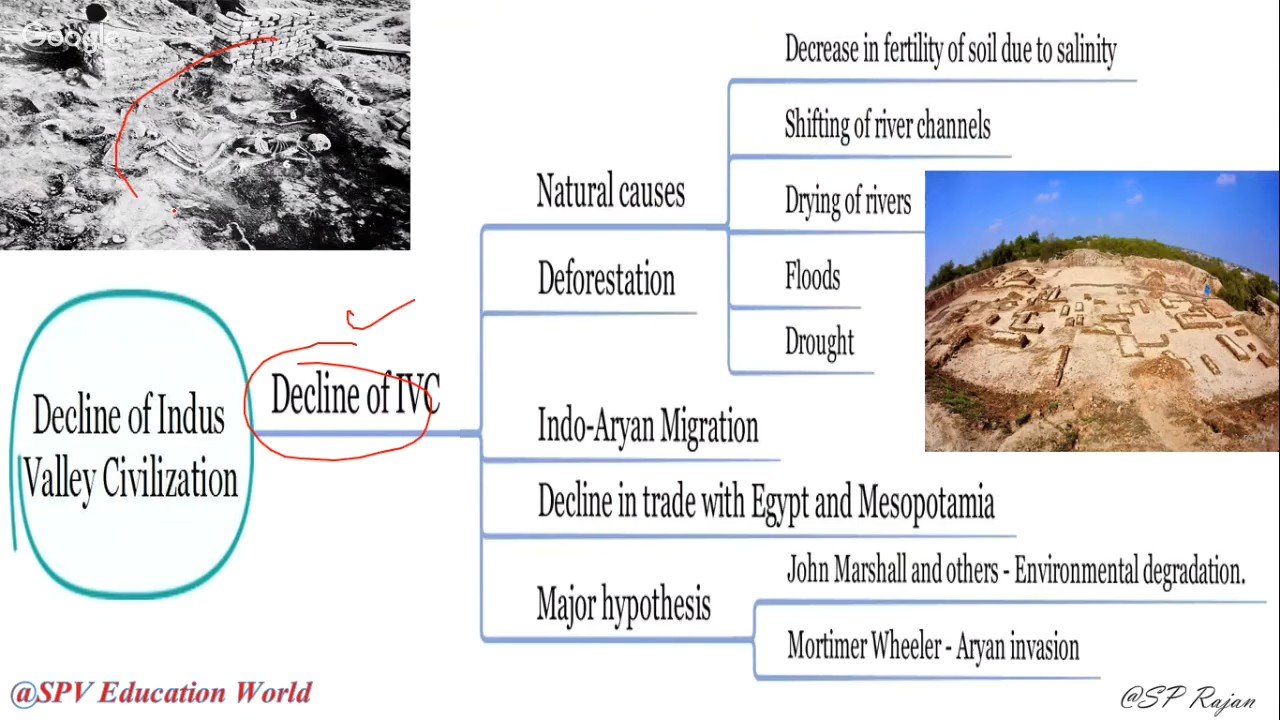 Google
Decrease in fertility of soil due to salinity
Shifting of river channels
Natural causes
Drying of rivers
Deforestation
Floods
Drought
Decline of Indus
Valley Civilization
Decline of IVC
Indo-Aryan Migration
Decline in trade with Egypt and Mesopotamia
Major hypothesis
John Marshall and others - Environmental degradation.
Mortimer Wheeler - Aryan invasion
@SPV Education World
@SP Rajan